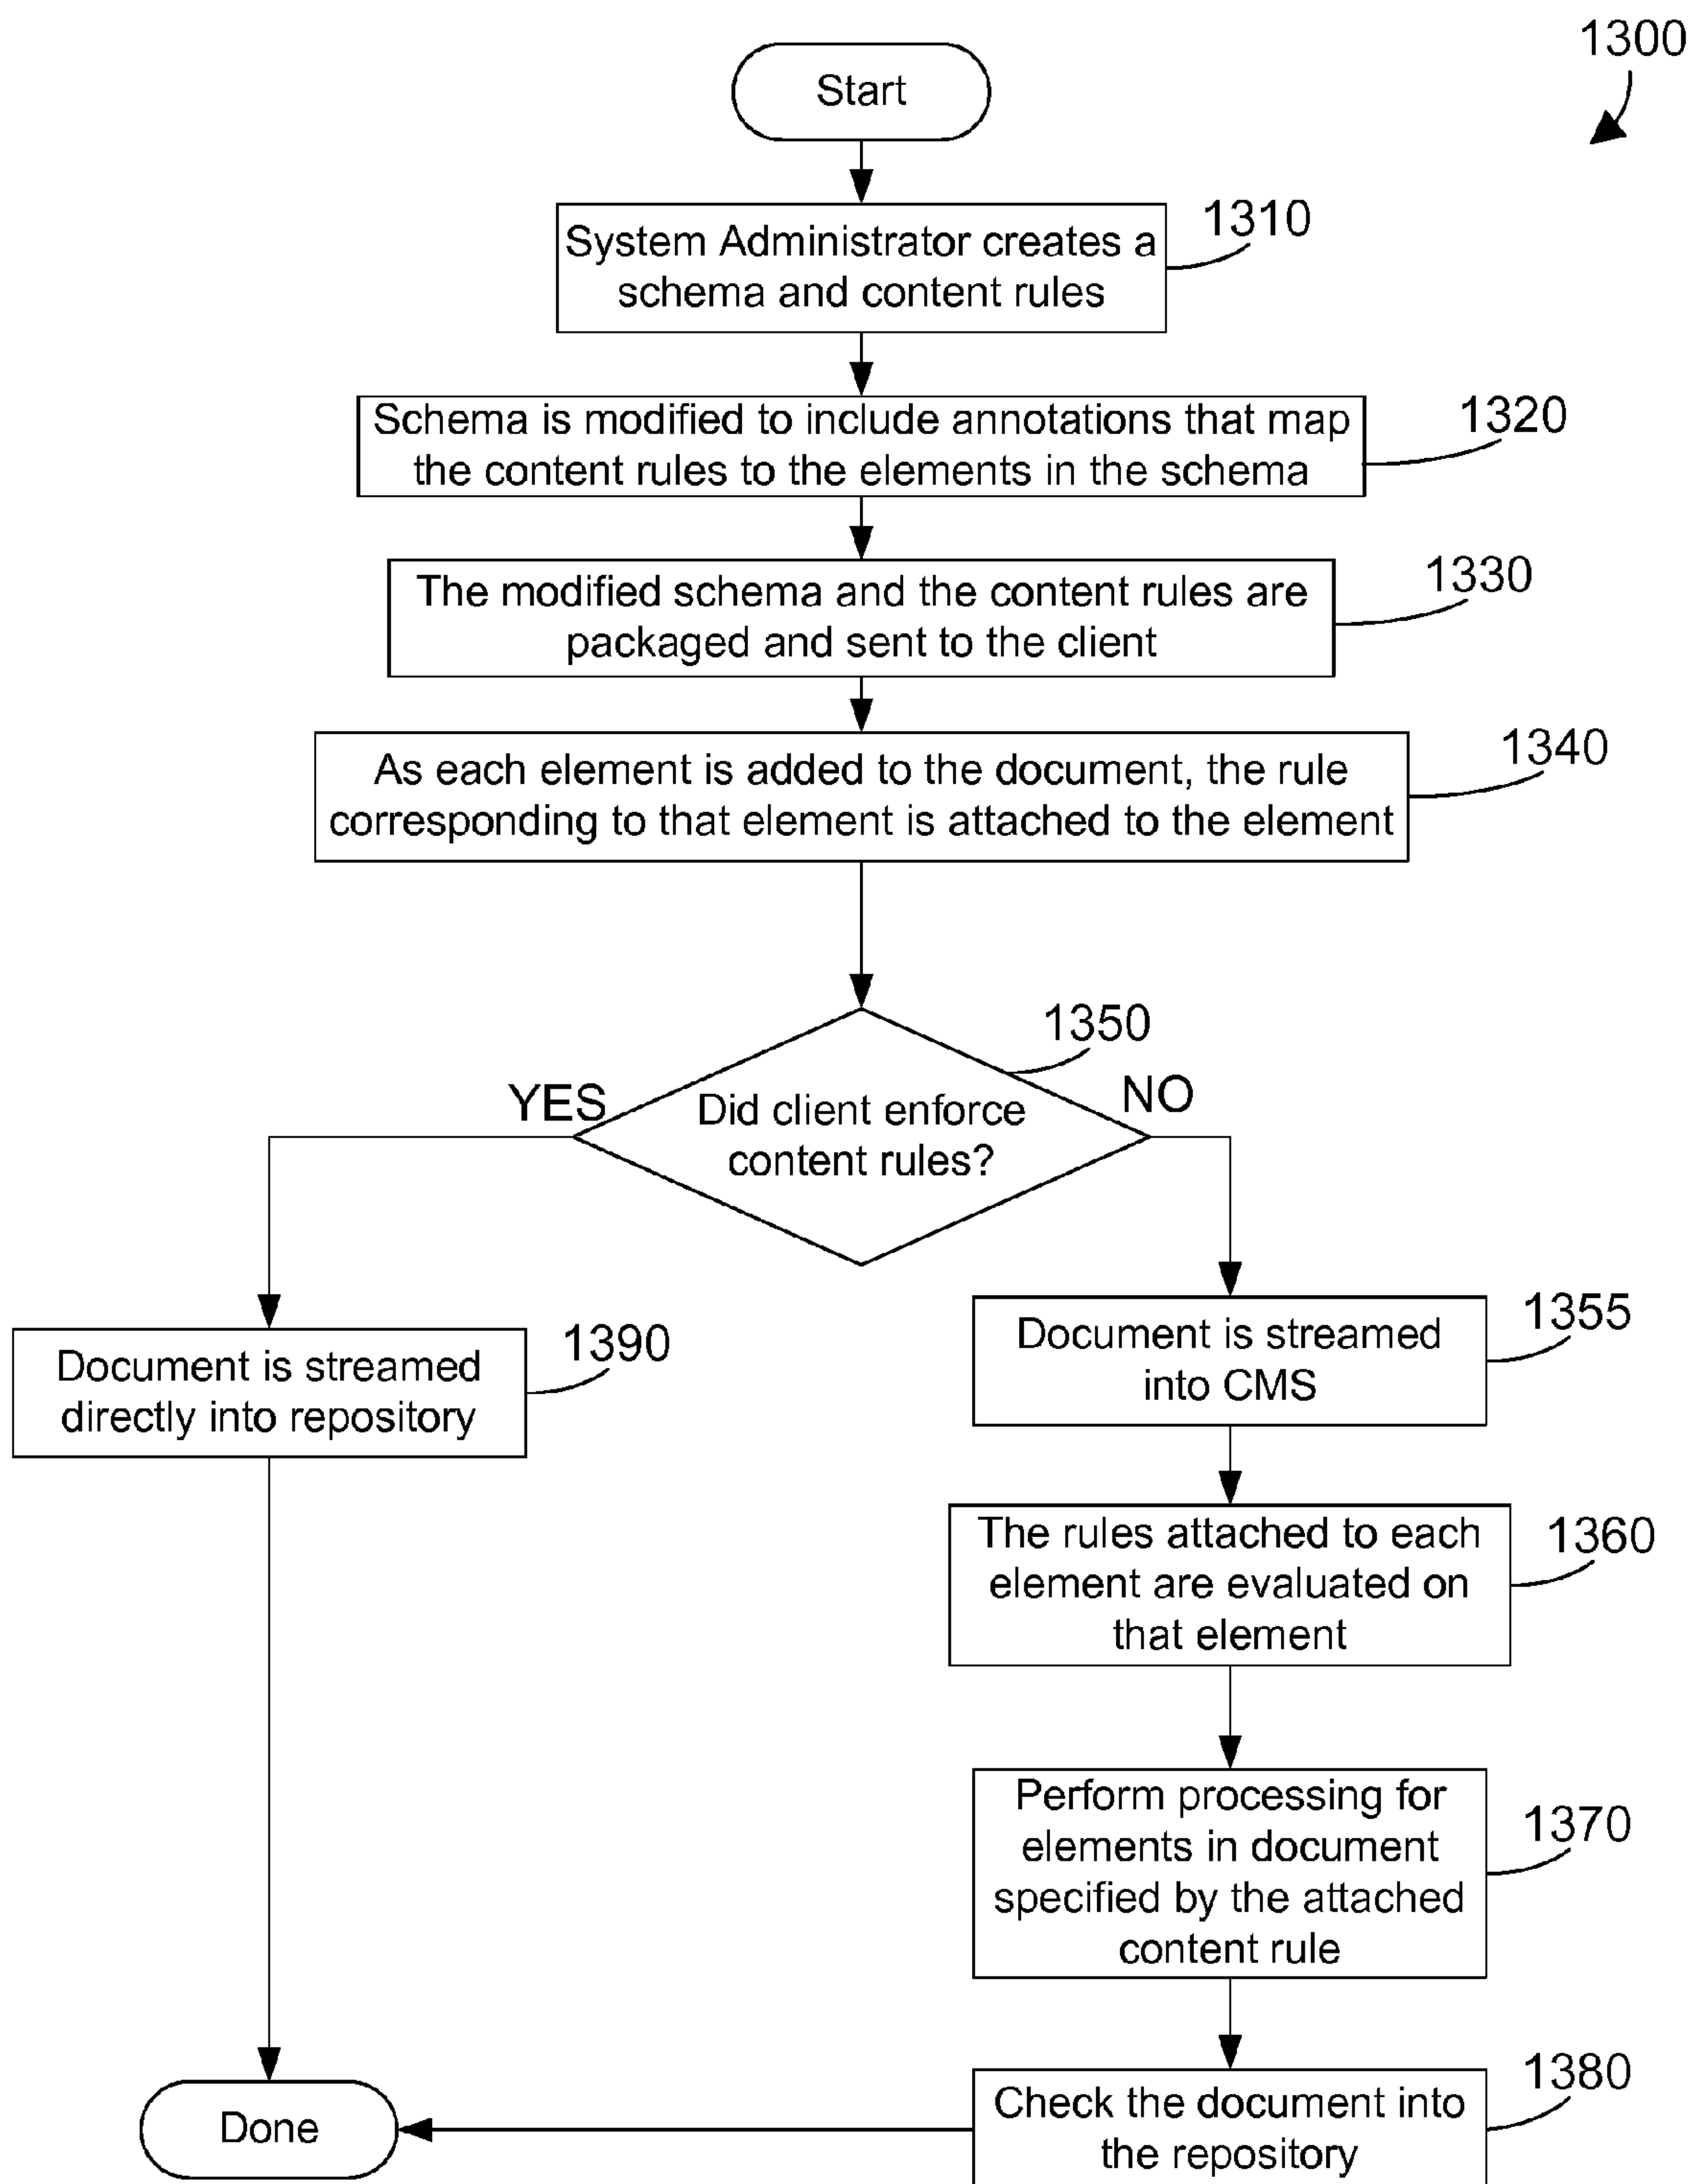 1300
Start
1310
System Administrator creates a
schema and content rules
1320
Schema is modified to include annotations that map
the content rules to the elements in the schema
1330
The modified schema and the content rules are
packaged and sent to the client
1340
As each element is added to the document, the rule
corresponding to that element is attached to the element
1350
YES
NO
Did client enforce
content rules?
1390
Document is streamed
directly into repository
1355
Document is streamed
into CMS
1360
The rules attached to each
element are evaluated on
that element
1370
Perform processing for
elements in document
specified by the attached
content rule
1380
Check the document into
the repository
Done